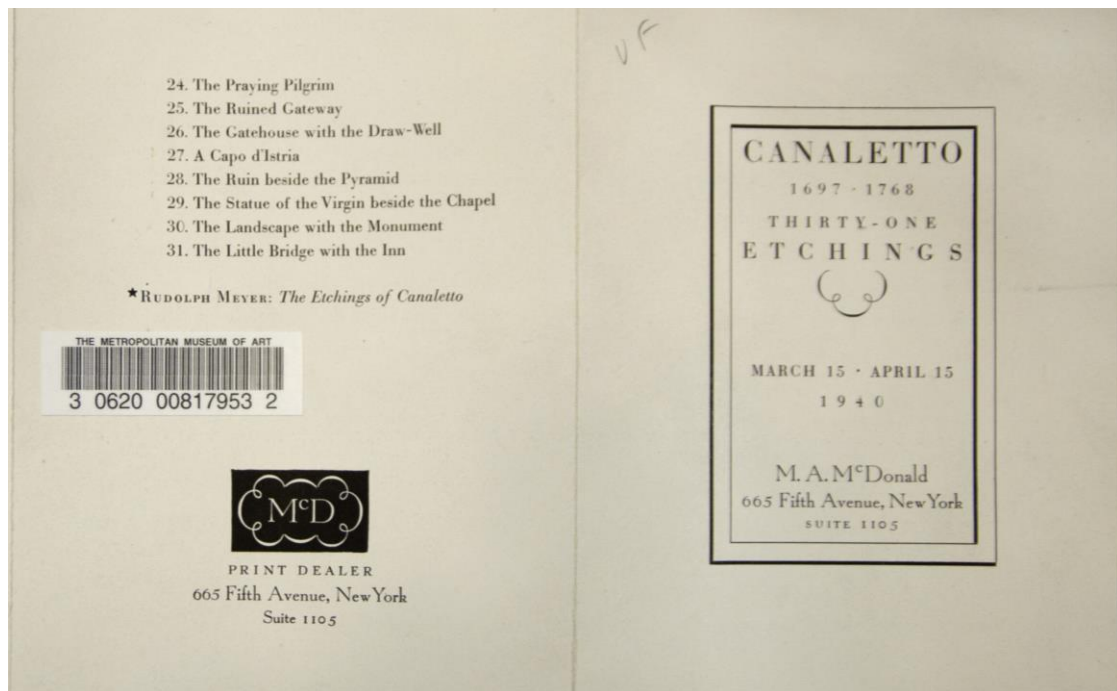 24. The Praying Pilgrim
25. The Ruined Gateway
26. The Gatehouse with the Draw-Well
27. A Capo d'Istria
28. The Ruin beside the Pyramid
29. The Statue of the Virgin beside the Chapel
30. The Landscape with the Monument
31. The Little Bridge with the Inn
★RUDOLPH MEYER: The Etchings of Canaletto
THE METROPOLITAN MUSEUM OF ART
3 0620 00817953 2
McD
PRINT DEALER
665 Fifth Avenue, New York
Suite 1105
VF
CANALETTO
1697 · 1768
THIRTY-ONE
ETCHINGS
MARCH 15 · APRIL 15
1940
M. A. McDonald
665 Fifth Avenue, New York
SUITE 1105